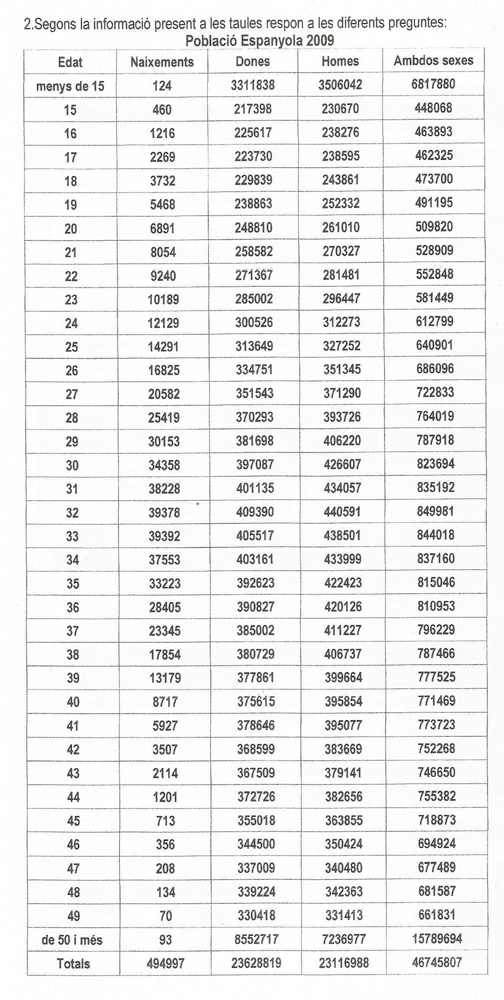 2.Segons la informació present a les taules respon a les diferents preguntes:
Població Espanyola 2009
Edat Naixements Dones Homes Ambdos sexes
menys de 15 124 3311838 3506042 6817880
15 460 217398 230670 448068
16 1216 225617 238276 463893
17 2269 223730 238595 462325
18 3732 229839 243861 473700
19 5468 238863 252332 491195
20 6891 248810 261010 509820
21 8054 258582 270327 528909
22 9240 271367 281481 552848
23 10189 285002 296447 581449
24 12129 300526 312273 612799
25 14291 313649 327252 640901
26 16825 334751 351345 686096
27 20582 351543 371290 722833
28 25419 370293 393726 764019
29 30153 381698 406220 787918
30 34358 397087 426607 823694
31 38228 401135 434057 835192
32 39378 409390 440591 849981
33 39392 405517 438501 844018
34 37553 403161 433999 837160
35 33223 392623 422423 815046
36 28405 390827 420126 810953
37 23345 385002 411227 796229
38 17854 380729 406737 787466
39 13179 377861 399664 777525
40 8717 375615 395854 771469
41 5927 378646 395077 773723
42 3507 368599 383669 752268
43 2114 367509 379141 746650
44 1201 372726 382656 755382
45 713 355018 363855 718873
46 356 344500 350424 694924
47 208 337009 340480 677489
48 134 339224 342363 681587
49 70 330418 331413 661831
de 50 i més 93 8552717 7236977 15789694
Totals 494997 23628819 23116988 46745807